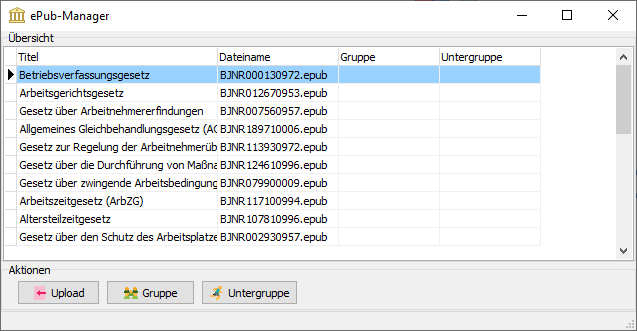 ePub-Manager
Übersicht
Titel Dateiname Gruppe Untergruppe
Betriebsverfassungsgesetz BJNR000130972.epub
Arbeitsgerichtsgesetz BJNR012670953.epub
Gesetz über Arbeitnehmererfindungen BJNR007560957.epub
Allgemeines Gleichbehandlungsgesetz (AG BJNR189710006.epub
Gesetz zur Regelung der Arbeitnehmerüb BJNR113930972.epub
Gesetz über die Durchführung von Maßna BJNR124610996.epub
Gesetz über zwingende Arbeitsbedingung BJNR079900009.epub
Arbeitszeitgesetz (ArbZG) BJNR117100994.epub
Altersteilzeitgesetz BJNR107810996.epub
Gesetz über den Schutz des Arbeitsplatze BJNR002930957.epub
Aktionen
Upload Gruppe Untergruppe